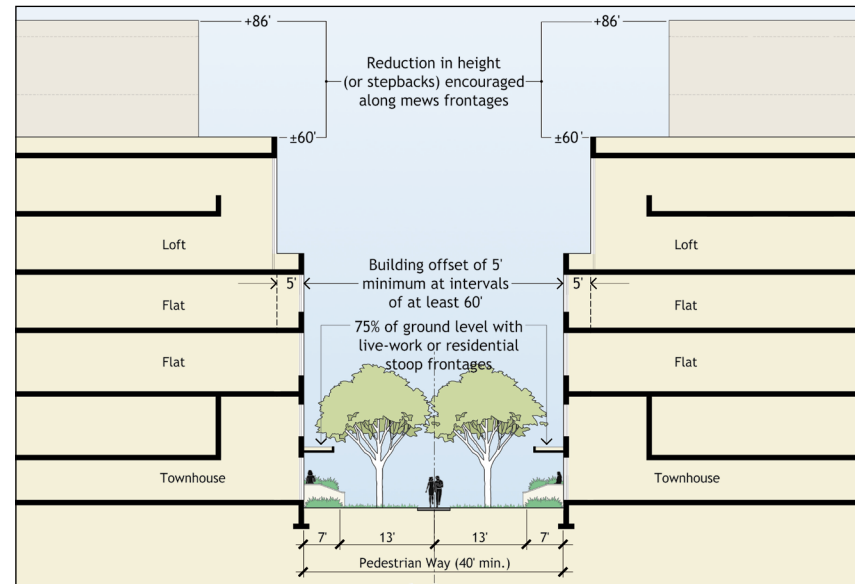 +86'
+86'
Reduction in height
(or stepbacks) encouraged
along mews frontages
±60'
±60'
Loft
Loft
Building offset of 5'
minimum at intervals
of at least 60'
5'
5'
Flat
Flat
75% of ground level with
live-work or residential
stoop frontages
Flat
Flat
Townhouse
Townhouse
7'
13'
13'
7'
Pedestrian Way (40' min.)